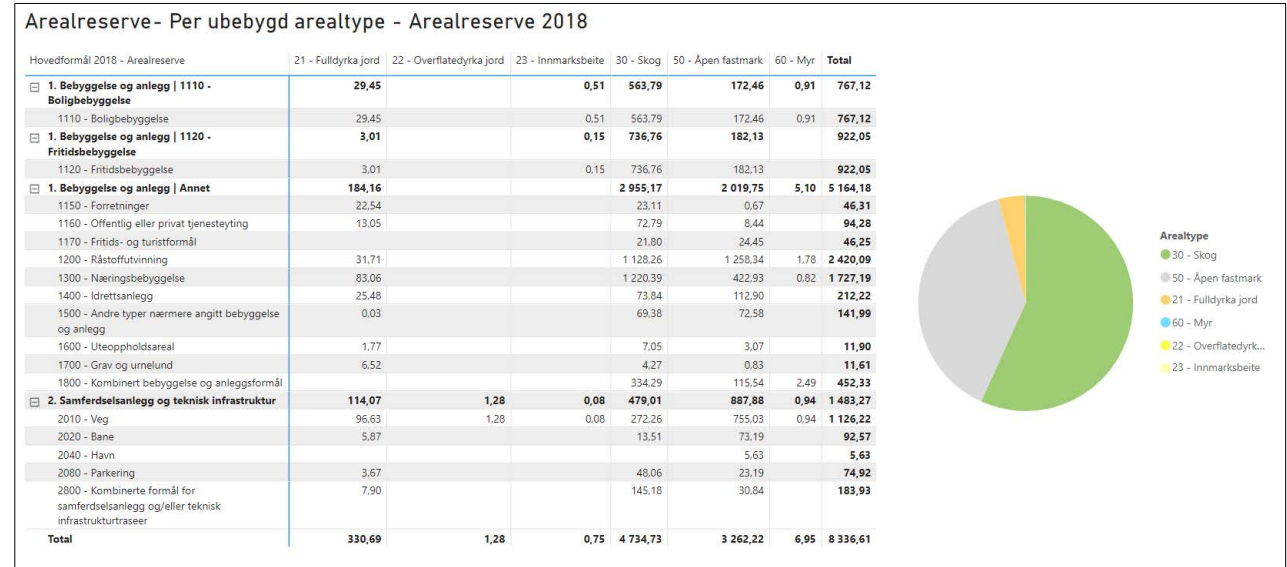 Arealreserve- Per ubebygd arealtype - Arealreserve 2018
Hovedformål 2018 - Arealreserve 21 - Fulldyrka jord 22 - Overflatedyrka jord 23 - Innmarksbeite 30 - Skog 50 - Åpen fastmark 60 - Myr Total
1. Bebyggelse og anlegg | 1110 - 29,45 0,51 563,79 172,46 0,91 767,12
Boligbebyggelse
1110 - Boligbebyggelse 29,45 0,51 563,79 172,46 0,91 767,12
1. Bebyggelse og anlegg | 1120 - 3,01 0,15 736,76 182,13 922,05
Fritidsbebyggelse
1120 - Fritidsbebyggelse 3,01 0,15 736,76 182,13 922,05
1. Bebyggelse og anlegg | Annet 184,16 2 955,17 2 019,75 5,10 5 164,18
1150 - Forretninger 22,54 23,11 0,67 46,31
1160 - Offentlig eller privat tjenesteyting 13,05 72,79 8,44 94,28
1170 - Fritids- og turistformål 21,80 24,45 46,25
1200 - Råstoffutvinning 31,71 1 128,26 1 258,34 1,78 2 420,09
1300 - Næringsbebyggelse 83,06 1 220,39 422,93 0,82 1 727,19
1400 - Idrettsanlegg 25,48 73,84 112,90 212,22
1500 - Andre typer nærmere angitt bebyggelse 0,03 69,38 72,58 141,99
og anlegg
1600 - Uteoppholdsareal 1,77 7,05 3,07 11,90
1700 - Grav og urnelund 6,52 4,27 0,83 11,61
1800 - Kombinert bebyggelse og anleggsformål 334,29 115,54 2,49 452,33
2. Samferdselsanlegg og teknisk infrastruktur 114,07 1,28 0,08 479,01 887,88 0,94 1 483,27
2010 - Veg 96,63 1,28 0,08 272,26 755,03 0,94 1 126,22
2020 - Bane 5,87 13,51 73,19 92,57
2040 - Havn 5,63 5,63
2080 - Parkering 3,67 48,06 23,19 74,92
2800 - Kombinerte formål for 7,90 145,18 30,84 183,93
samferdselsanlegg og/eller teknisk
infrastrukturtraseer
Total 330,69 1,28 0,75 4 734,73 3 262,22 6,95 8 336,61
Arealtype
30 - Skog
50 - Åpen fastmark
21 - Fulldyrka jord
60 - Myr
22 - Overflatedyrk...
23 - Innmarksbeite